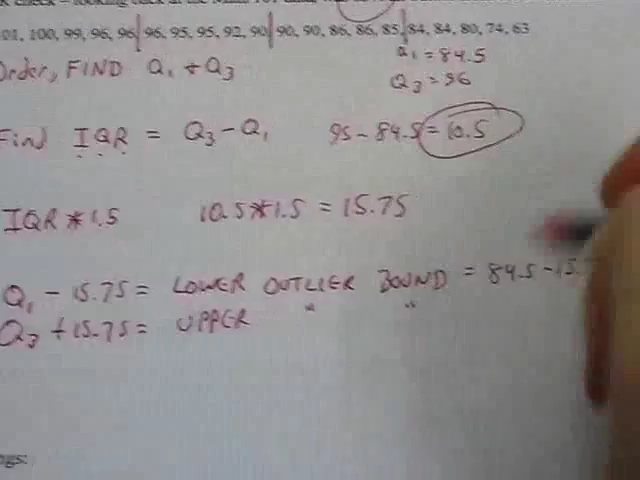 01, 100, 99, 96, 96| 96, 95, 95, 92, 90| 90, 90, 86, 86, 85| 84, 84, 80, 74, 63
Order, FIND Q1 + Q3
Q1 = 84.5
Q3 = 96
Find IQR = Q3 - Q1 95 - 84.5 = 10.5
IQR * 1.5 10.5 * 1.5 = 15.75
Q1 - 15.75 = LOWER OUTLIER BOUND = 84.5 - 15.7
Q3 + 15.75 = UPPER " "
ngs: